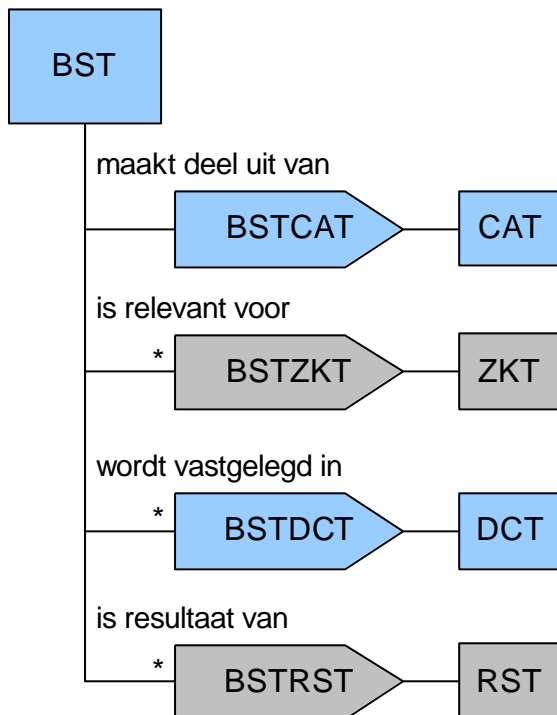 BST
maakt deel uit van
BSTCAT CAT
is relevant voor
* BSTZKT ZKT
wordt vastgelegd in
* BSTDCT DCT
is resultaat van
* BSTRST RST